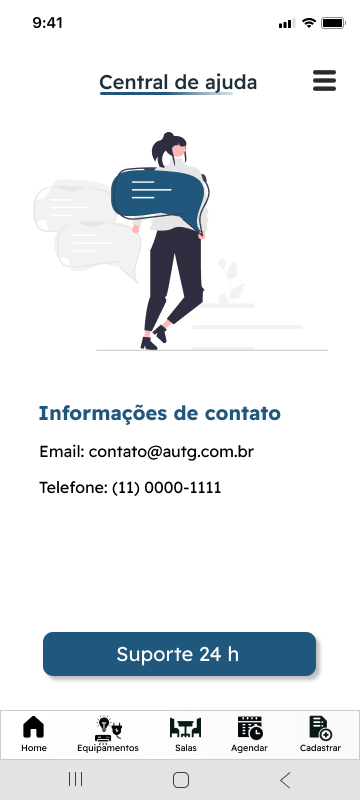 9:41
Central de ajuda
Informações de contato
Email: contato@autg.com.br
Telefone: (11) 0000-1111
Suporte 24 h
Home Equipamentos Salas Agendar Cadastrar